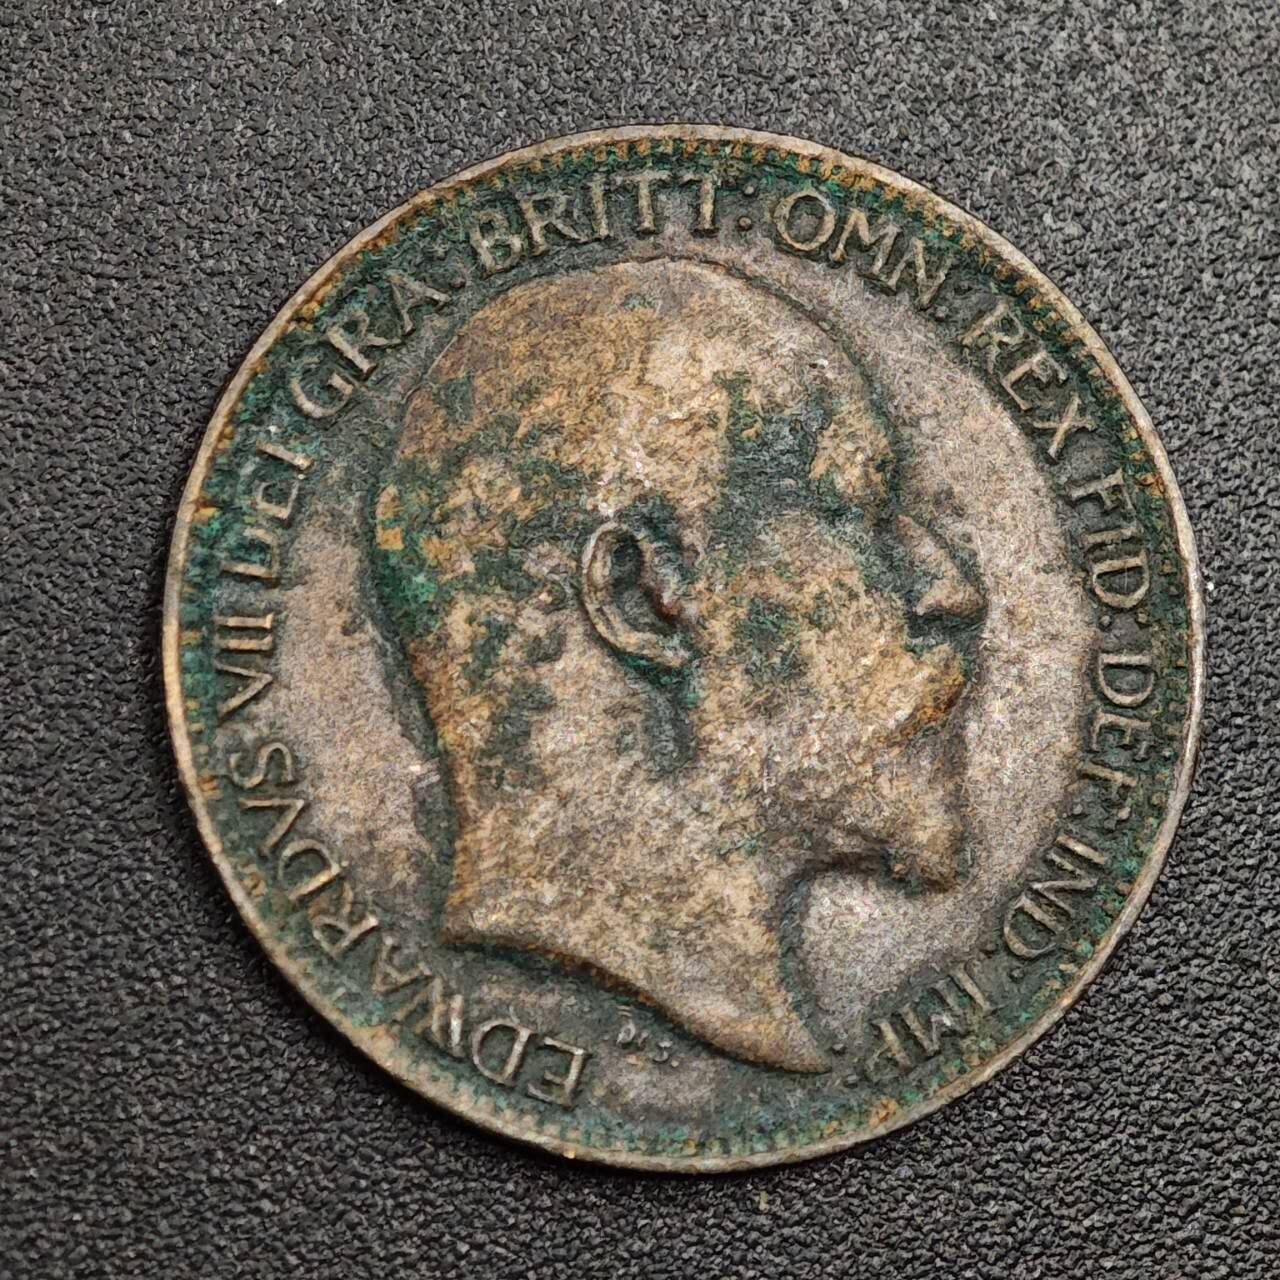 EDWARDVS VII DEI GRA: BRITT: OMN: REX FID: DEF: IND: IMP: